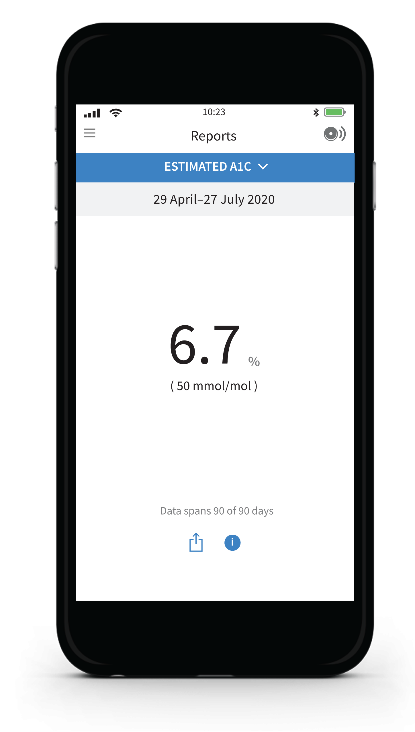 10:23
Reports
ESTIMATED A1C
29 April–27 July 2020
6.7 %
( 50 mmol/mol )
Data spans 90 of 90 days
i